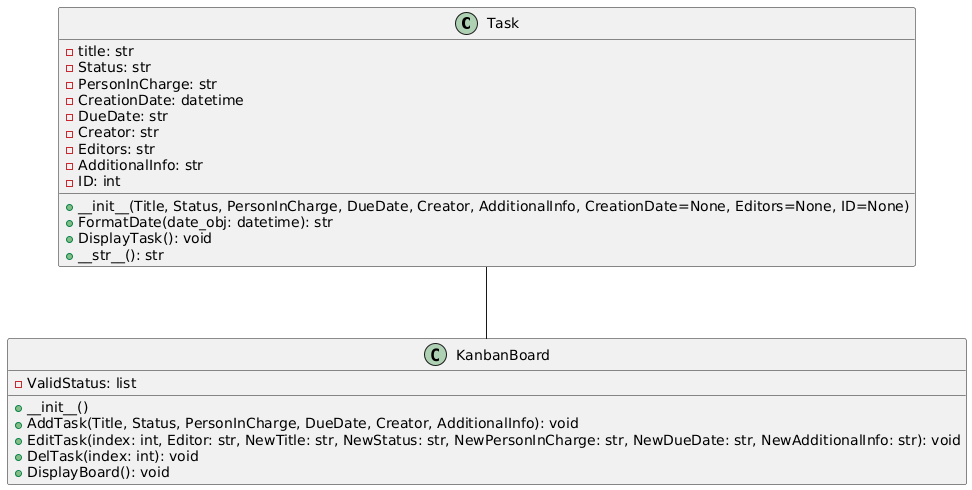 C Task
title: str
Status: str
PersonInCharge: str
CreationDate: datetime
DueDate: str
Creator: str
Editors: str
AdditionalInfo: str
ID: int
__init__(Title, Status, PersonInCharge, DueDate, Creator, AdditionalInfo, CreationDate=None, Editors=None, ID=None)
FormatDate(date_obj: datetime): str
DisplayTask(): void
__str__(): str
C KanbanBoard
ValidStatus: list
__init__()
AddTask(Title, Status, PersonInCharge, DueDate, Creator, AdditionalInfo): void
EditTask(index: int, Editor: str, NewTitle: str, NewStatus: str, NewPersonInCharge: str, NewDueDate: str, NewAdditionalInfo: str): void
DelTask(index: int): void
DisplayBoard(): void